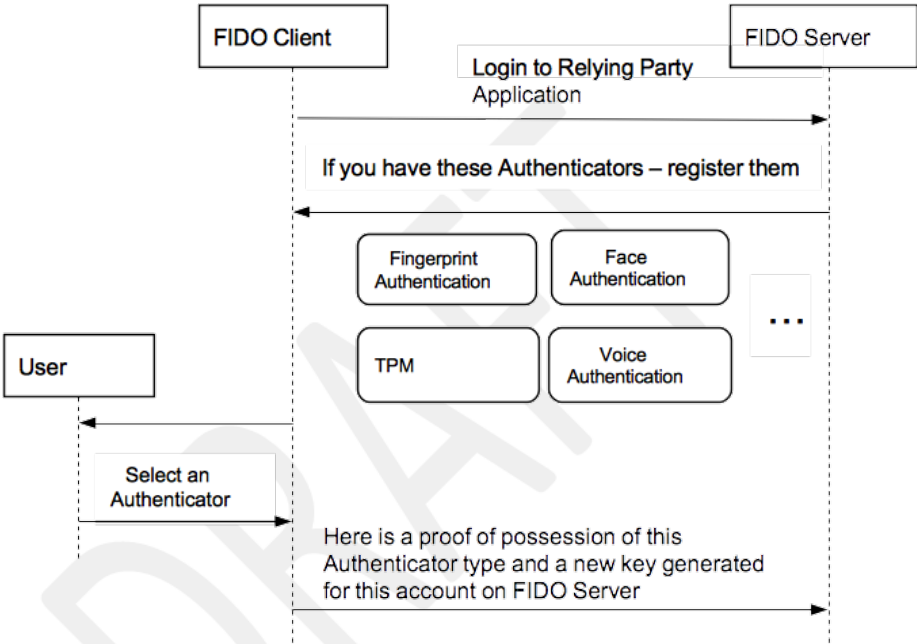 FIDO Client
FIDO Server
Login to Relying Party
Application
If you have these Authenticators – register them
Fingerprint
Authentication
Face
Authentication
...
User
TPM
Voice
Authentication
Select an
Authenticator
Here is a proof of possession of this
Authenticator type and a new key generated
for this account on FIDO Server
DRAFT